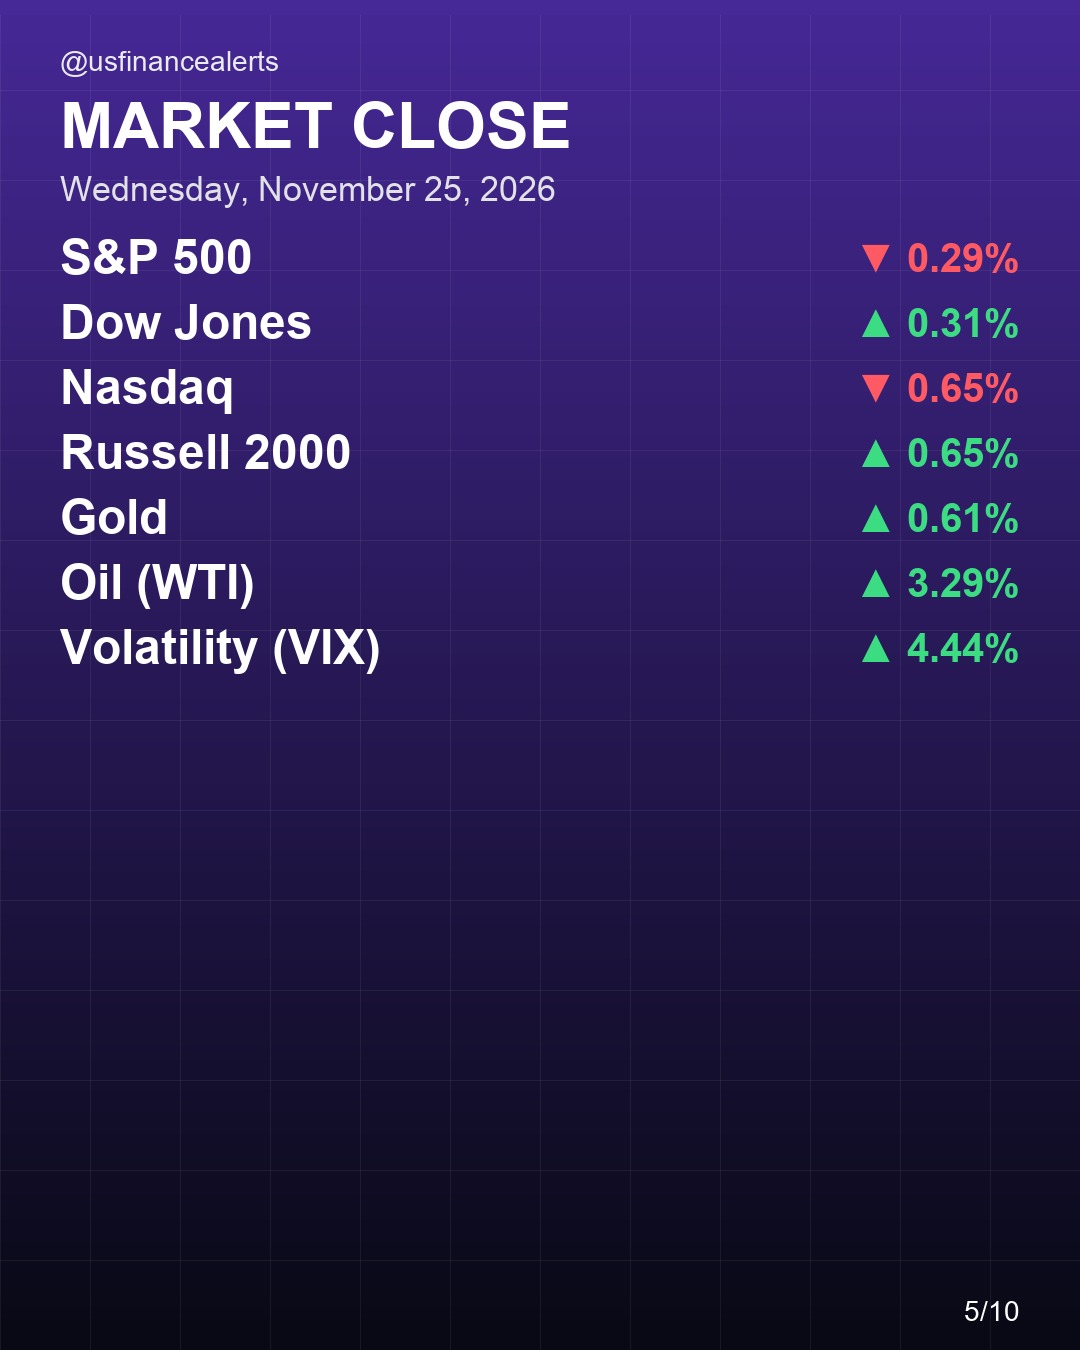 @usfinancealerts
MARKET CLOSE
Wednesday, November 25, 2026
S&P 500 ▼ 0.29%
Dow Jones ▲ 0.31%
Nasdaq ▼ 0.65%
Russell 2000 ▲ 0.65%
Gold ▲ 0.61%
Oil (WTI) ▲ 3.29%
Volatility (VIX) ▲ 4.44%
5/10